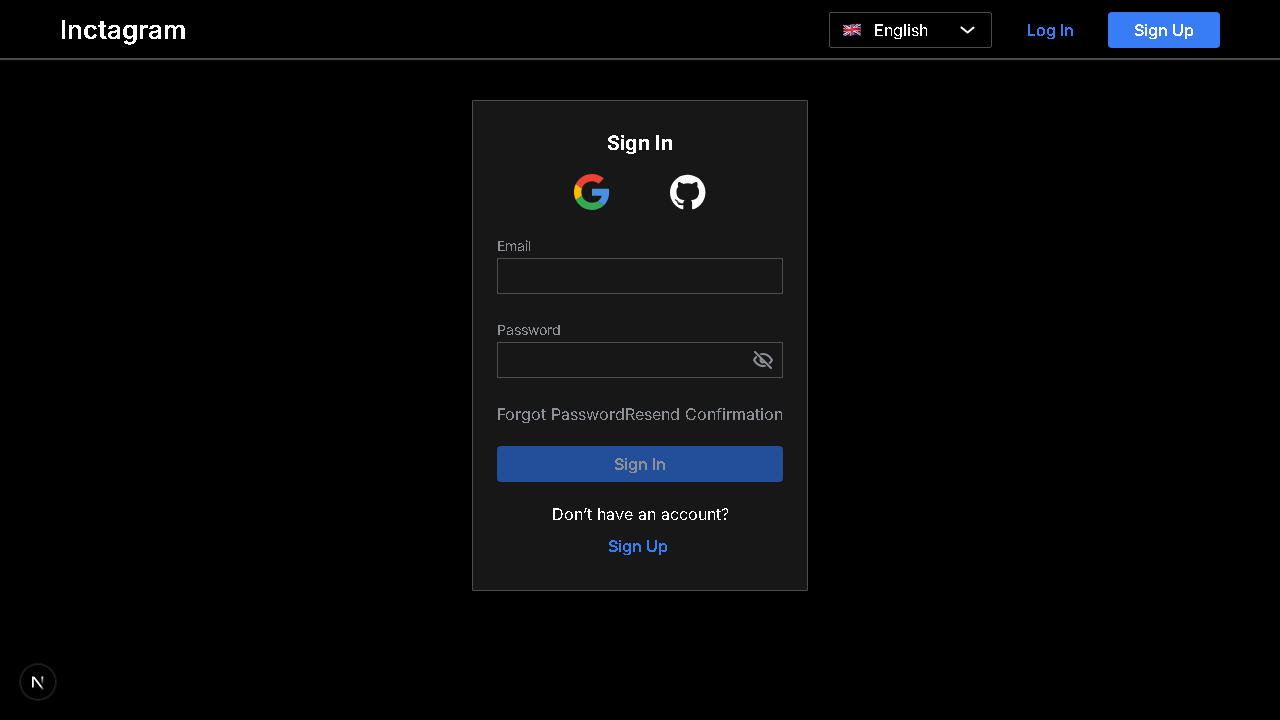 Inctagram
English
Log In
Sign Up
Sign In
Email
Password
Forgot PasswordResend Confirmation
Sign In
Don't have an account?
Sign Up
N